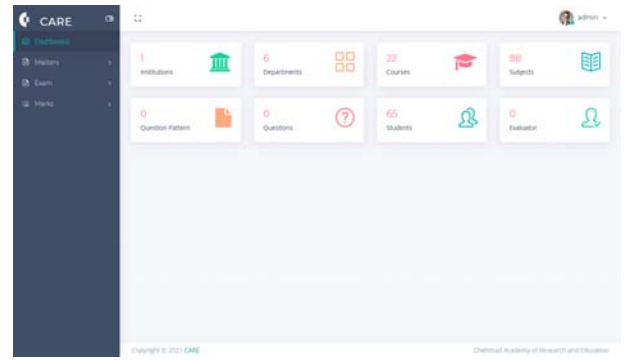 CARE
admin
Dashboard
Masters
Exam
Marks
1
Institutions
6
Departments
22
Courses
88
Subjects
0
Question Pattern
0
Questions
65
Students
0
Evaluator
Copyright © 2021 CARE
Chettinad Academy of Research and Education